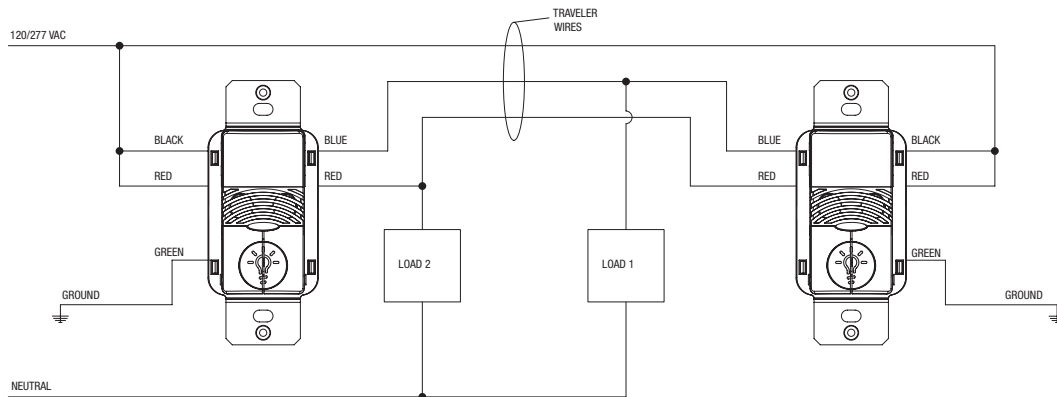 TRAVELER
WIRES
120/277 VAC
BLACK
BLUE
BLUE
BLACK
RED
RED
RED
RED
GREEN
LOAD 2
LOAD 1
GREEN
GROUND
GROUND
NEUTRAL